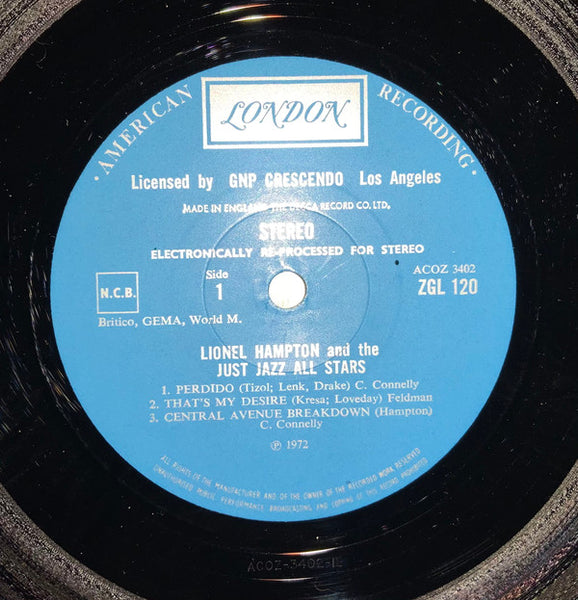 · AMERICAN RECORDING ·
LONDON
Licensed by GNP CRESCENDO Los Angeles
MADE IN ENGLAND THE DECCA RECORD CO. LTD.
STEREO
ELECTRONICALLY RE-PROCESSED FOR STEREO
Side
1
ACOZ 3402
ZGL 120
N.C.B.
Britico, GEMA, World M.
LIONEL HAMPTON and the
JUST JAZZ ALL STARS
1. PERDIDO (Tizol; Lenk, Drake) C. Connelly
2. THAT'S MY DESIRE (Kresa; Loveday) Feldman
3. CENTRAL AVENUE BREAKDOWN (Hampton)
C. Connelly
℗ 1972
ALL RIGHTS OF THE MANUFACTURER AND OF THE OWNER OF THE RECORDED WORK RESERVED
UNAUTHORISED PUBLIC PERFORMANCE BROADCASTING AND COPYING OF THIS RECORD PROHIBITED